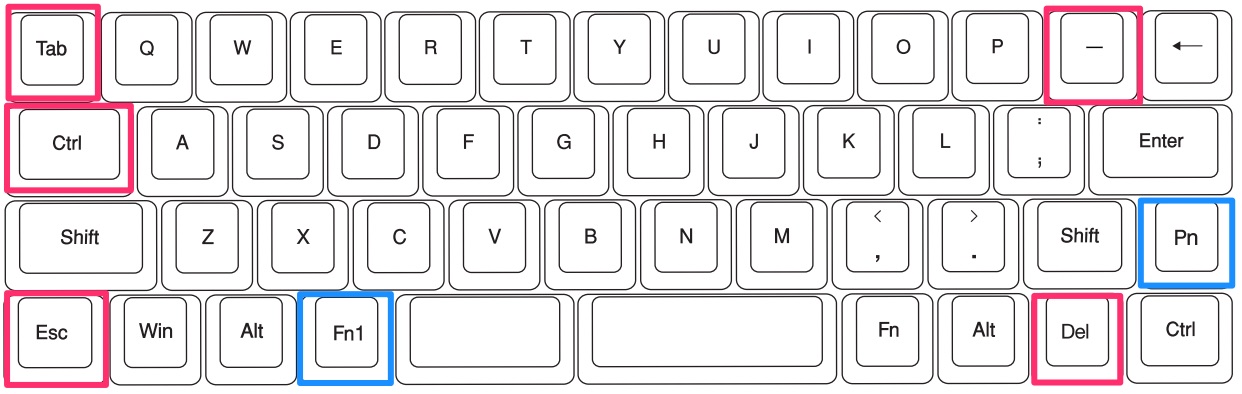 Tab Q W E R T Y U I O P — ←
Ctrl A S D F G H J K L : ; Enter
Shift Z X C V B N M < , > . Shift Pn
Esc Win Alt Fn1 Fn Alt Del Ctrl